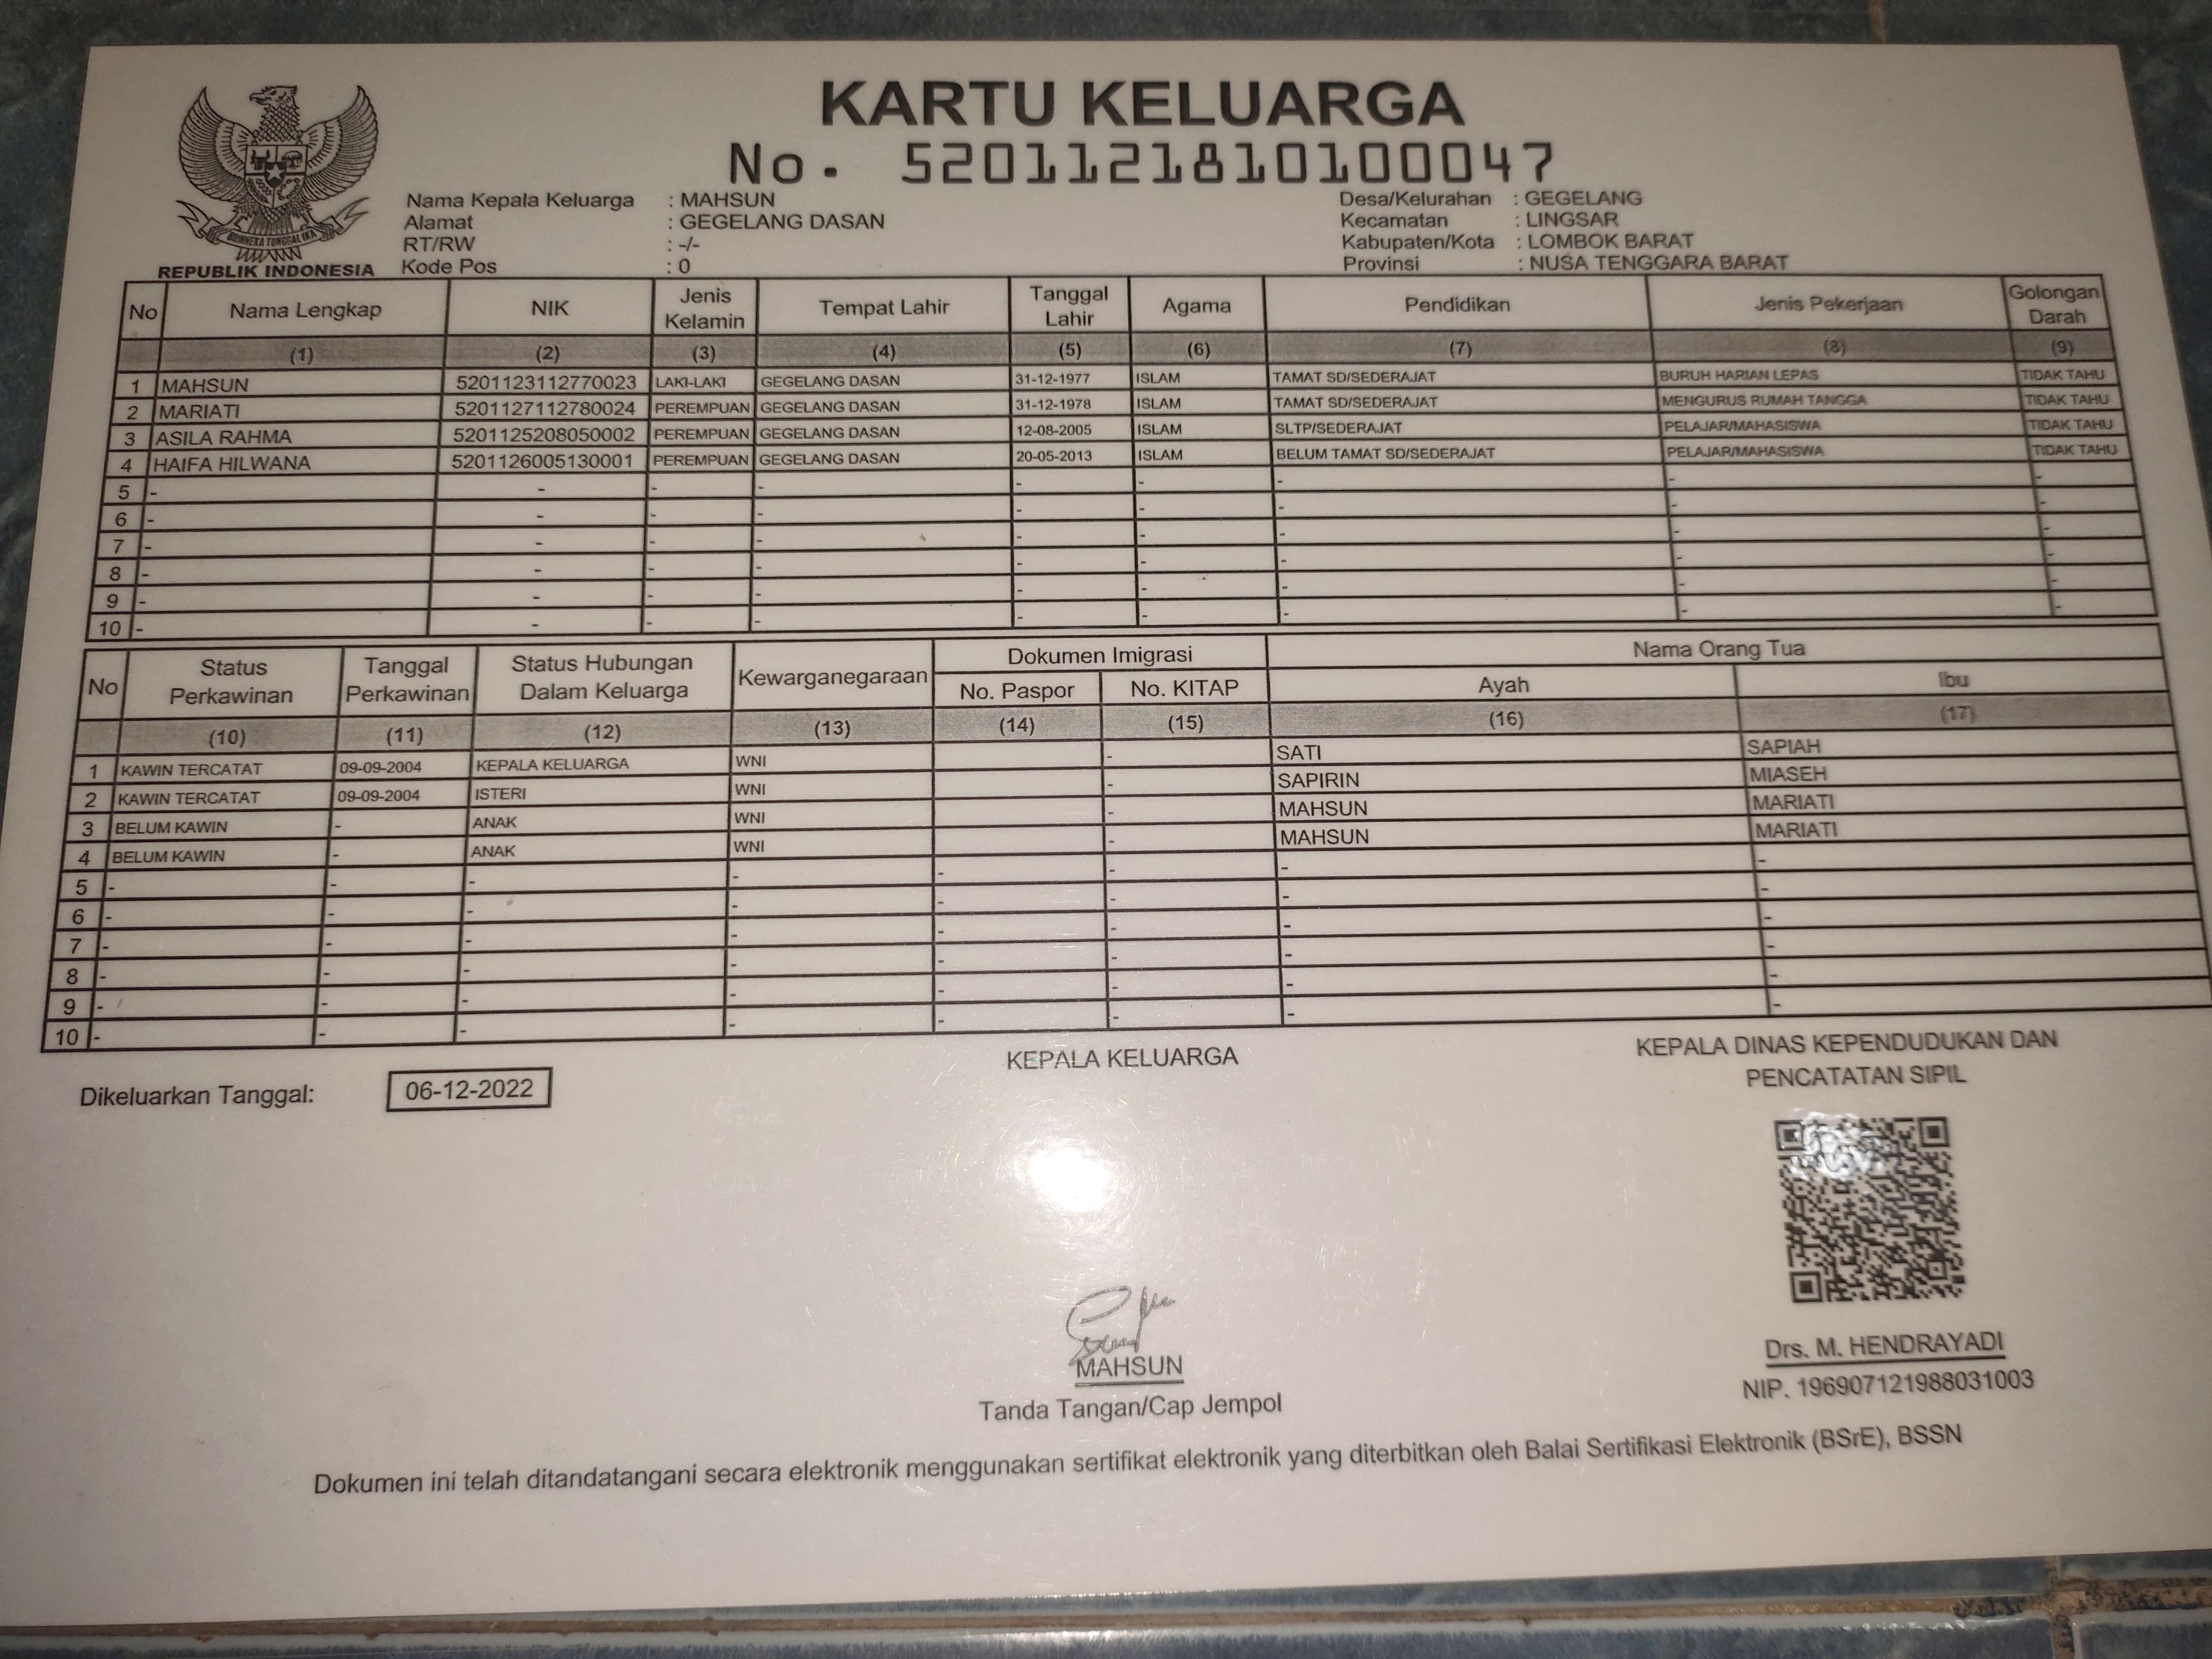 KARTU KELUARGA
No. 5201121810100047
BHINNEKA TUNGGAL IKA
REPUBLIK INDONESIA
Nama Kepala Keluarga : MAHSUN
Alamat : GEGELANG DASAN
RT/RW : -/-
Kode Pos : 0
Desa/Kelurahan : GEGELANG
Kecamatan : LINGSAR
Kabupaten/Kota : LOMBOK BARAT
Provinsi : NUSA TENGGARA BARAT
No Nama Lengkap NIK Jenis Kelamin Tempat Lahir Tanggal Lahir Agama Pendidikan Jenis Pekerjaan Golongan Darah
(1) (2) (3) (4) (5) (6) (7) (8) (9)
1 MAHSUN 5201123112770023 LAKI-LAKI GEGELANG DASAN 31-12-1977 ISLAM TAMAT SD/SEDERAJAT BURUH HARIAN LEPAS TIDAK TAHU
2 MARIATI 5201127112780024 PEREMPUAN GEGELANG DASAN 31-12-1978 ISLAM TAMAT SD/SEDERAJAT MENGURUS RUMAH TANGGA TIDAK TAHU
3 ASILA RAHMA 5201125208050002 PEREMPUAN GEGELANG DASAN 12-08-2005 ISLAM SLTP/SEDERAJAT PELAJAR/MAHASISWA TIDAK TAHU
4 HAIFA HILWANA 5201126005130001 PEREMPUAN GEGELANG DASAN 20-05-2013 ISLAM BELUM TAMAT SD/SEDERAJAT PELAJAR/MAHASISWA TIDAK TAHU
5 - - - - - - - - -
6 - - - - - - - - -
7 - - - - - - - - -
8 - - - - - - - - -
9 - - - - - - - - -
10 - - - - - - - - -
No Status Perkawinan Tanggal Perkawinan Status Hubungan Dalam Keluarga Kewarganegaraan Dokumen Imigrasi Nama Orang Tua
No. Paspor No. KITAP Ayah Ibu
(10) (11) (12) (13) (14) (15) (16) (17)
1 KAWIN TERCATAT 09-09-2004 KEPALA KELUARGA WNI - SATI SAPIAH
2 KAWIN TERCATAT 09-09-2004 ISTERI WNI - SAPIRIN MIASEH
3 BELUM KAWIN - ANAK WNI - MAHSUN MARIATI
4 BELUM KAWIN - ANAK WNI - MAHSUN MARIATI
5 - - - - - - - -
6 - - - - - - - -
7 - - - - - - - -
8 - - - - - - - -
9 - - - - - - - -
10 - - - - - - - -
Dikeluarkan Tanggal: 06-12-2022
KEPALA KELUARGA
MAHSUN
Tanda Tangan/Cap Jempol
KEPALA DINAS KEPENDUDUKAN DAN
PENCATATAN SIPIL
Drs. M. HENDRAYADI
NIP. 196907121988031003
Dokumen ini telah ditandatangani secara elektronik menggunakan sertifikat elektronik yang diterbitkan oleh Balai Sertifikasi Elektronik (BSrE), BSSN